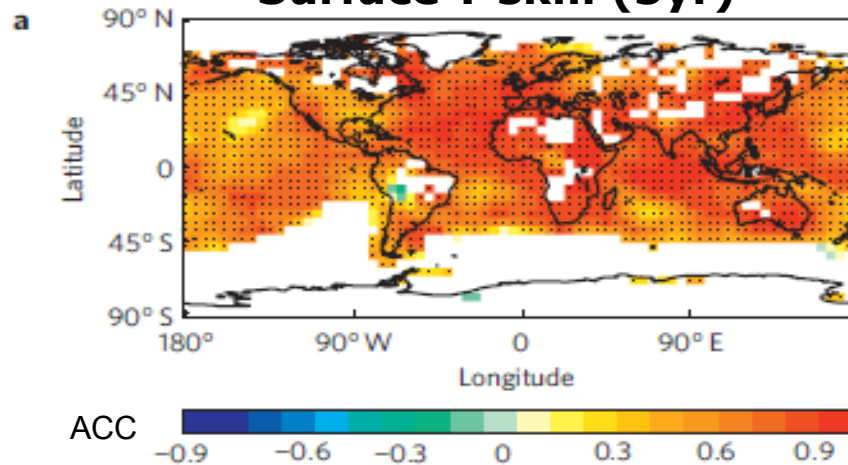 Surface T skill (5yr)
a
90° N
45° N
0
45° S
90° S
Latitude
180° 90° W 0 90° E
Longitude
ACC
−0.9 −0.6 −0.3 0 0.3 0.6 0.9